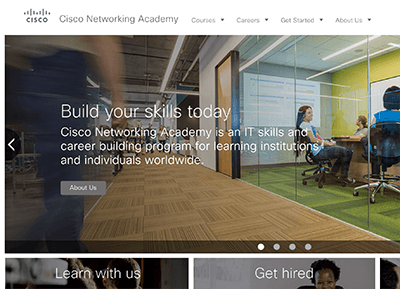 CISCO Cisco Networking Academy Courses Careers Get Started About Us
Build your skills today
Cisco Networking Academy is an IT skills and
career building program for learning institutions
and individuals worldwide.
About Us
Learn with us Get hired